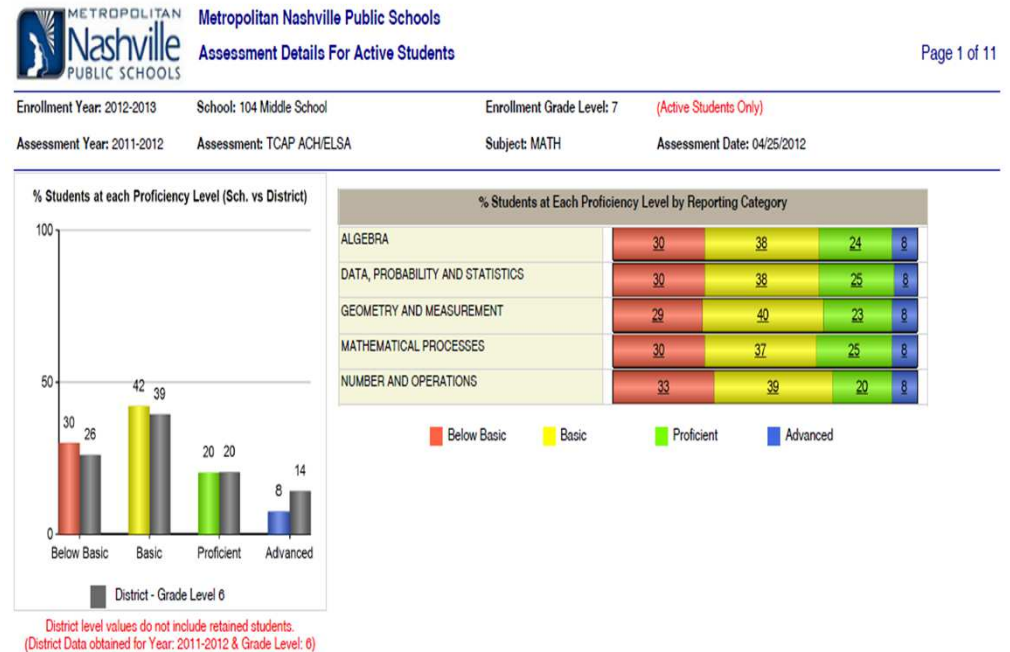 METROPOLITAN
Nashville
PUBLIC SCHOOLS
Metropolitan Nashville Public Schools
Assessment Details For Active Students
Page 1 of 11
Enrollment Year: 2012-2013 School: 104 Middle School Enrollment Grade Level: 7 (Active Students Only)
Assessment Year: 2011-2012 Assessment: TCAP ACH/ELSA Subject: MATH Assessment Date: 04/25/2012
% Students at each Proficiency Level (Sch. vs District)
100
50
0
30 26
42 39
20 20
8 14
Below Basic Basic Proficient Advanced
District - Grade Level 6
District level values do not include retained students.
(District Data obtained for Year: 2011-2012 & Grade Level: 6)
% Students at Each Proficiency Level by Reporting Category
ALGEBRA 30 38 24 8
DATA, PROBABILITY AND STATISTICS 30 38 25 8
GEOMETRY AND MEASUREMENT 29 40 23 8
MATHEMATICAL PROCESSES 30 37 25 8
NUMBER AND OPERATIONS 33 39 20 8
Below Basic Basic Proficient Advanced